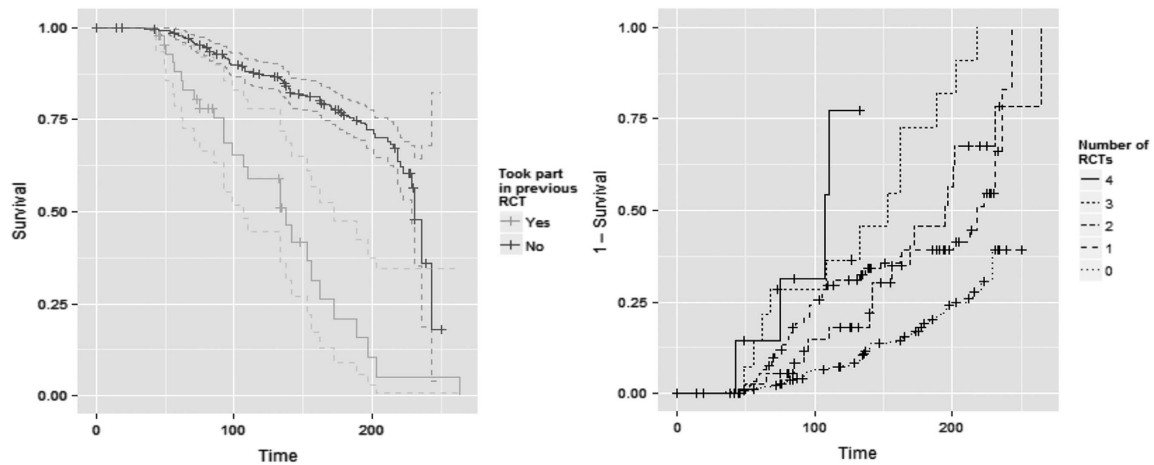 1.00
0.75
0.50
0.25
0.00
Survival
0
100
200
Time
Took part
in previous
RCT
Yes
No
1.00
0.75
0.50
0.25
0.00
1 – Survival
0
100
200
Time
Number of
RCTs
4
3
2
1
0